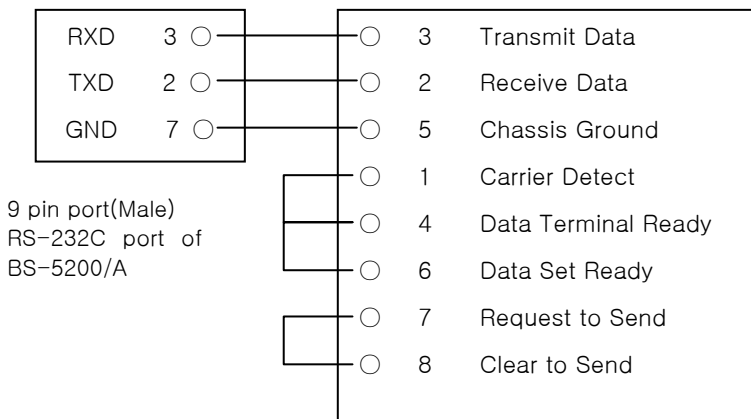 RXD 3 3 Transmit Data
TXD 2 2 Receive Data
GND 7 5 Chassis Ground
1 Carrier Detect
4 Data Terminal Ready
6 Data Set Ready
7 Request to Send
8 Clear to Send
9 pin port(Male)
RS-232C port of
BS-5200/A